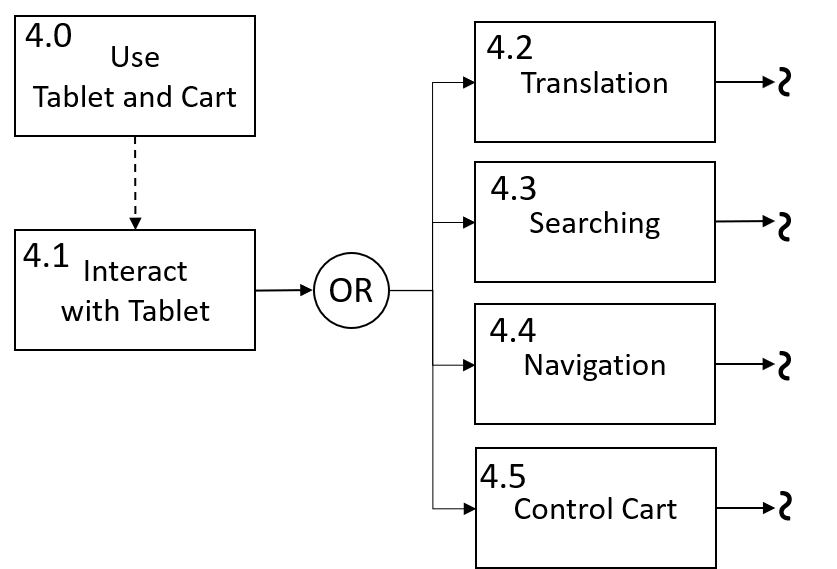 4.0
Use
Tablet and Cart
4.1
Interact
with Tablet
OR
4.2
Translation
4.3
Searching
4.4
Navigation
4.5
Control Cart